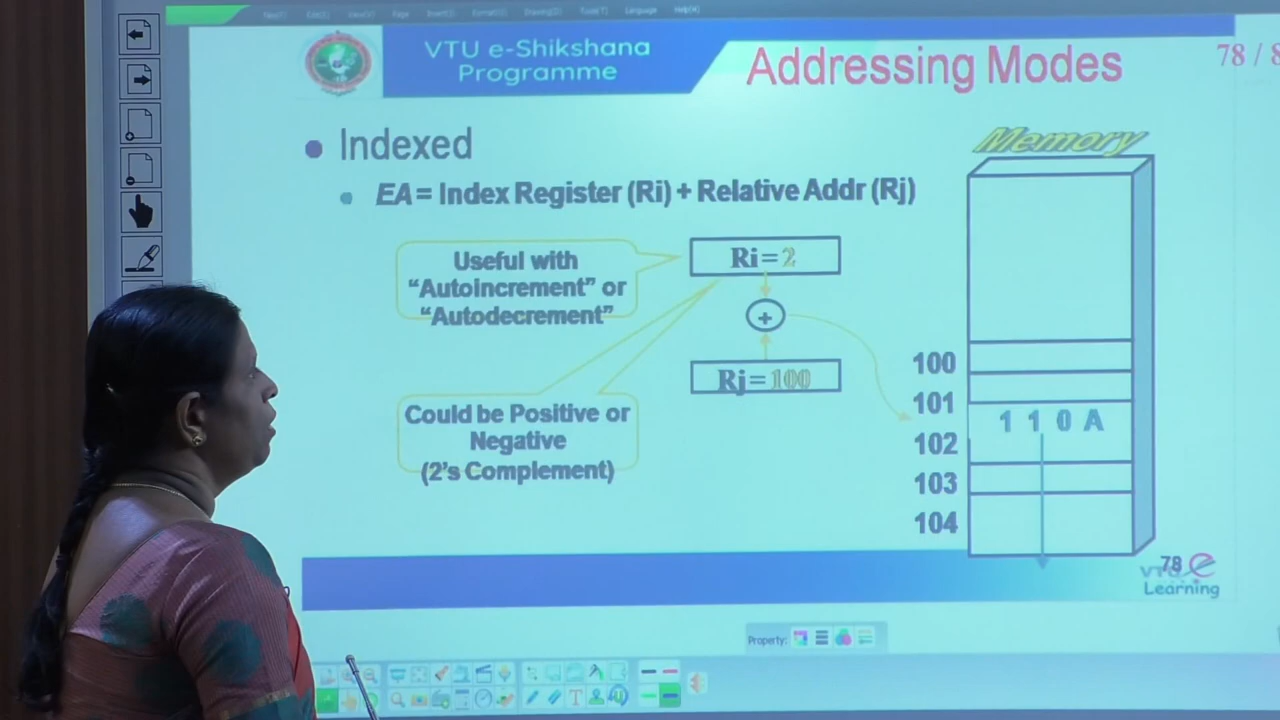 VTU e-Shikshana
Programme
Addressing Modes
78 / 8
Indexed
EA = Index Register (Ri) + Relative Addr (Rj)
Memory
Useful with
"Autoincrement" or
"Autodecrement"
Ri = 2
+
Rj = 100
Could be Positive or
Negative
(2's Complement)
100
101
1 1 0 A
102
103
104
78
VTU e
Learning
Property: